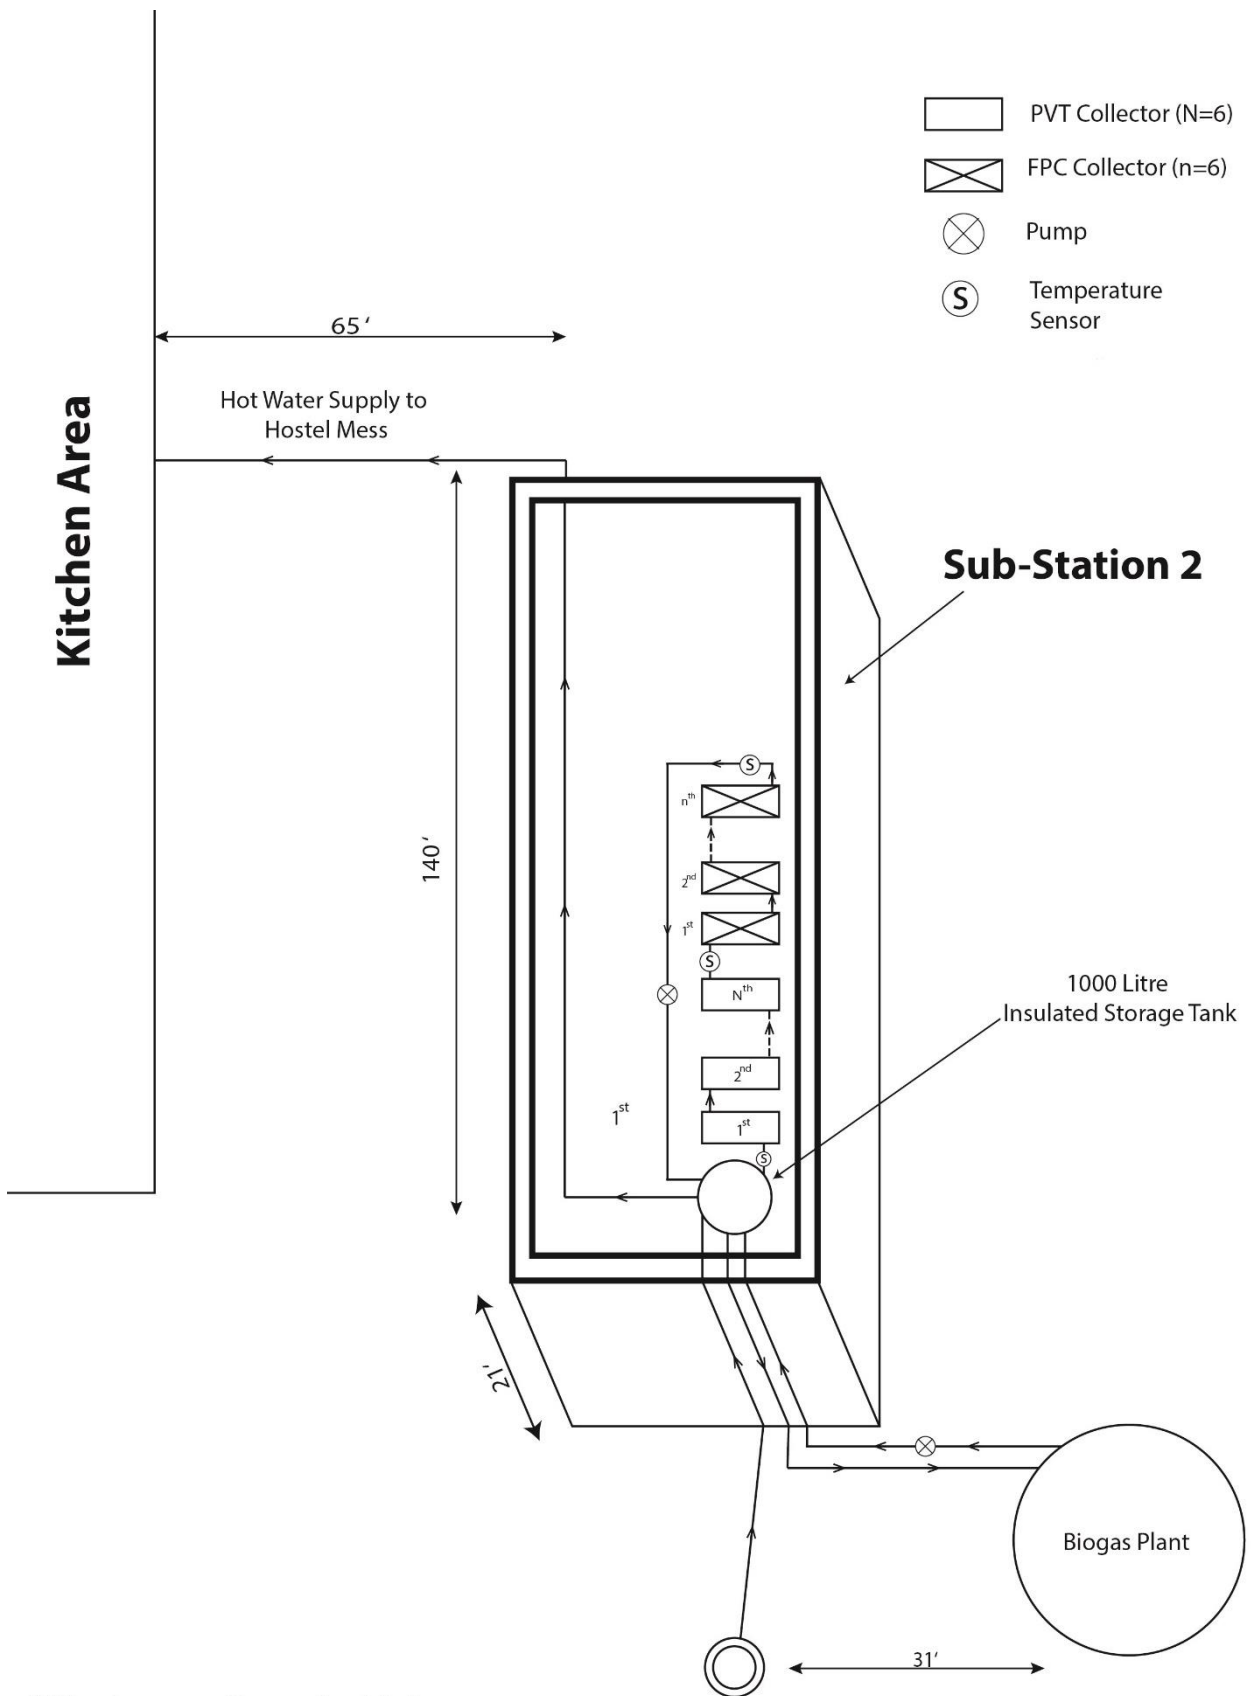 PVT Collector (N=6)
FPC Collector (n=6)
Pump
S
Temperature
Sensor
65'
Hot Water Supply to
Hostel Mess
Kitchen Area
Sub-Station 2
140'
S
nth
2nd
1st
S
Nth
2nd
1st
1st
S
1000 Litre
Insulated Storage Tank
21'
Biogas Plant
31'